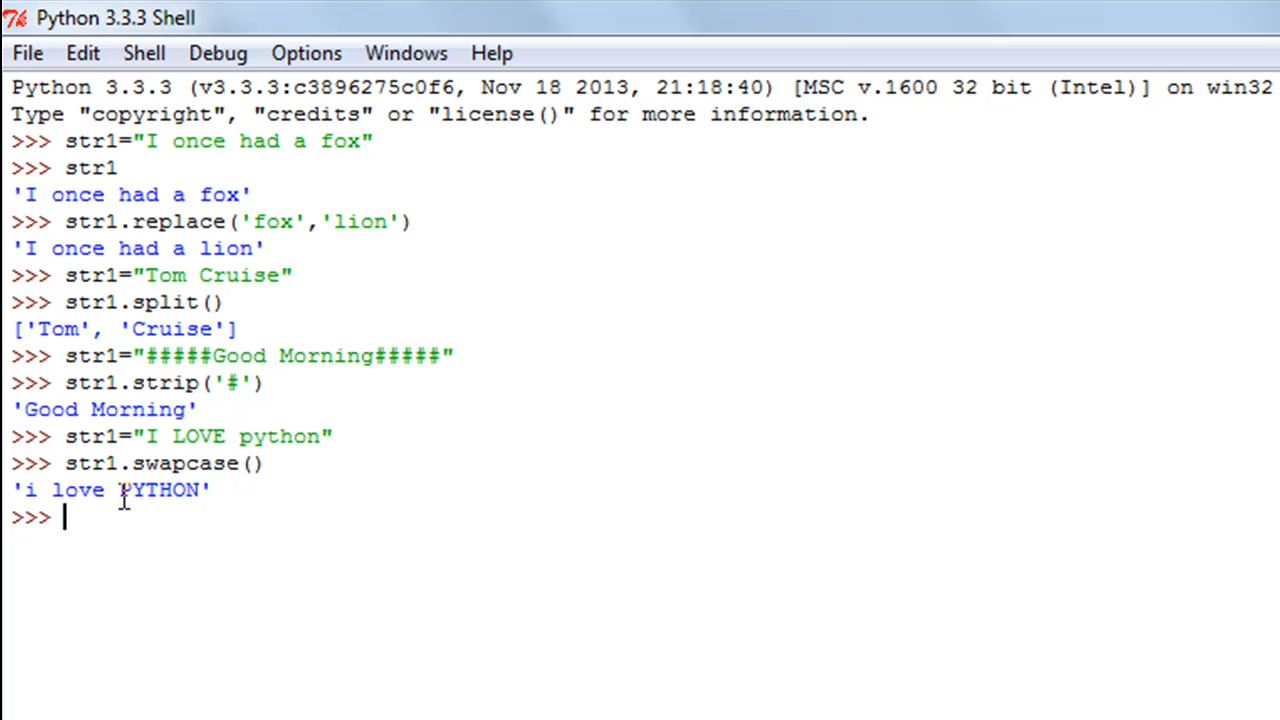 Python 3.3.3 Shell
File Edit Shell Debug Options Windows Help
Python 3.3.3 (v3.3.3:c3896275c0f6, Nov 18 2013, 21:18:40) [MSC v.1600 32 bit (Intel)] on win32
Type "copyright", "credits" or "license()" for more information.
>>> str1="I once had a fox"
>>> str1
'I once had a fox'
>>> str1.replace('fox','lion')
'I once had a lion'
>>> str1="Tom Cruise"
>>> str1.split()
['Tom', 'Cruise']
>>> str1="#####Good Morning#####"
>>> str1.strip('#')
'Good Morning'
>>> str1="I LOVE python"
>>> str1.swapcase()
'i love PYTHON'
>>>